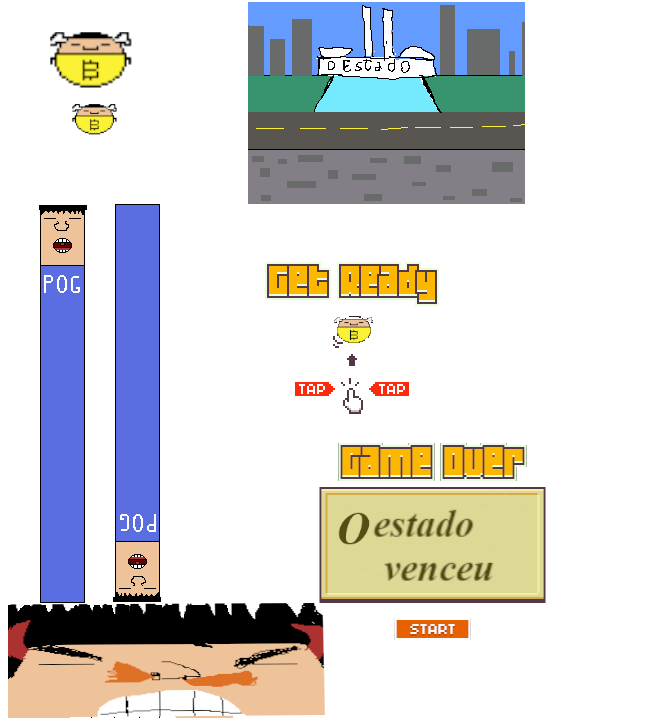 B
B
O ESTADO
POG
POG
Get Ready
B
TAP TAP
Game Over
O estado
venceu
START